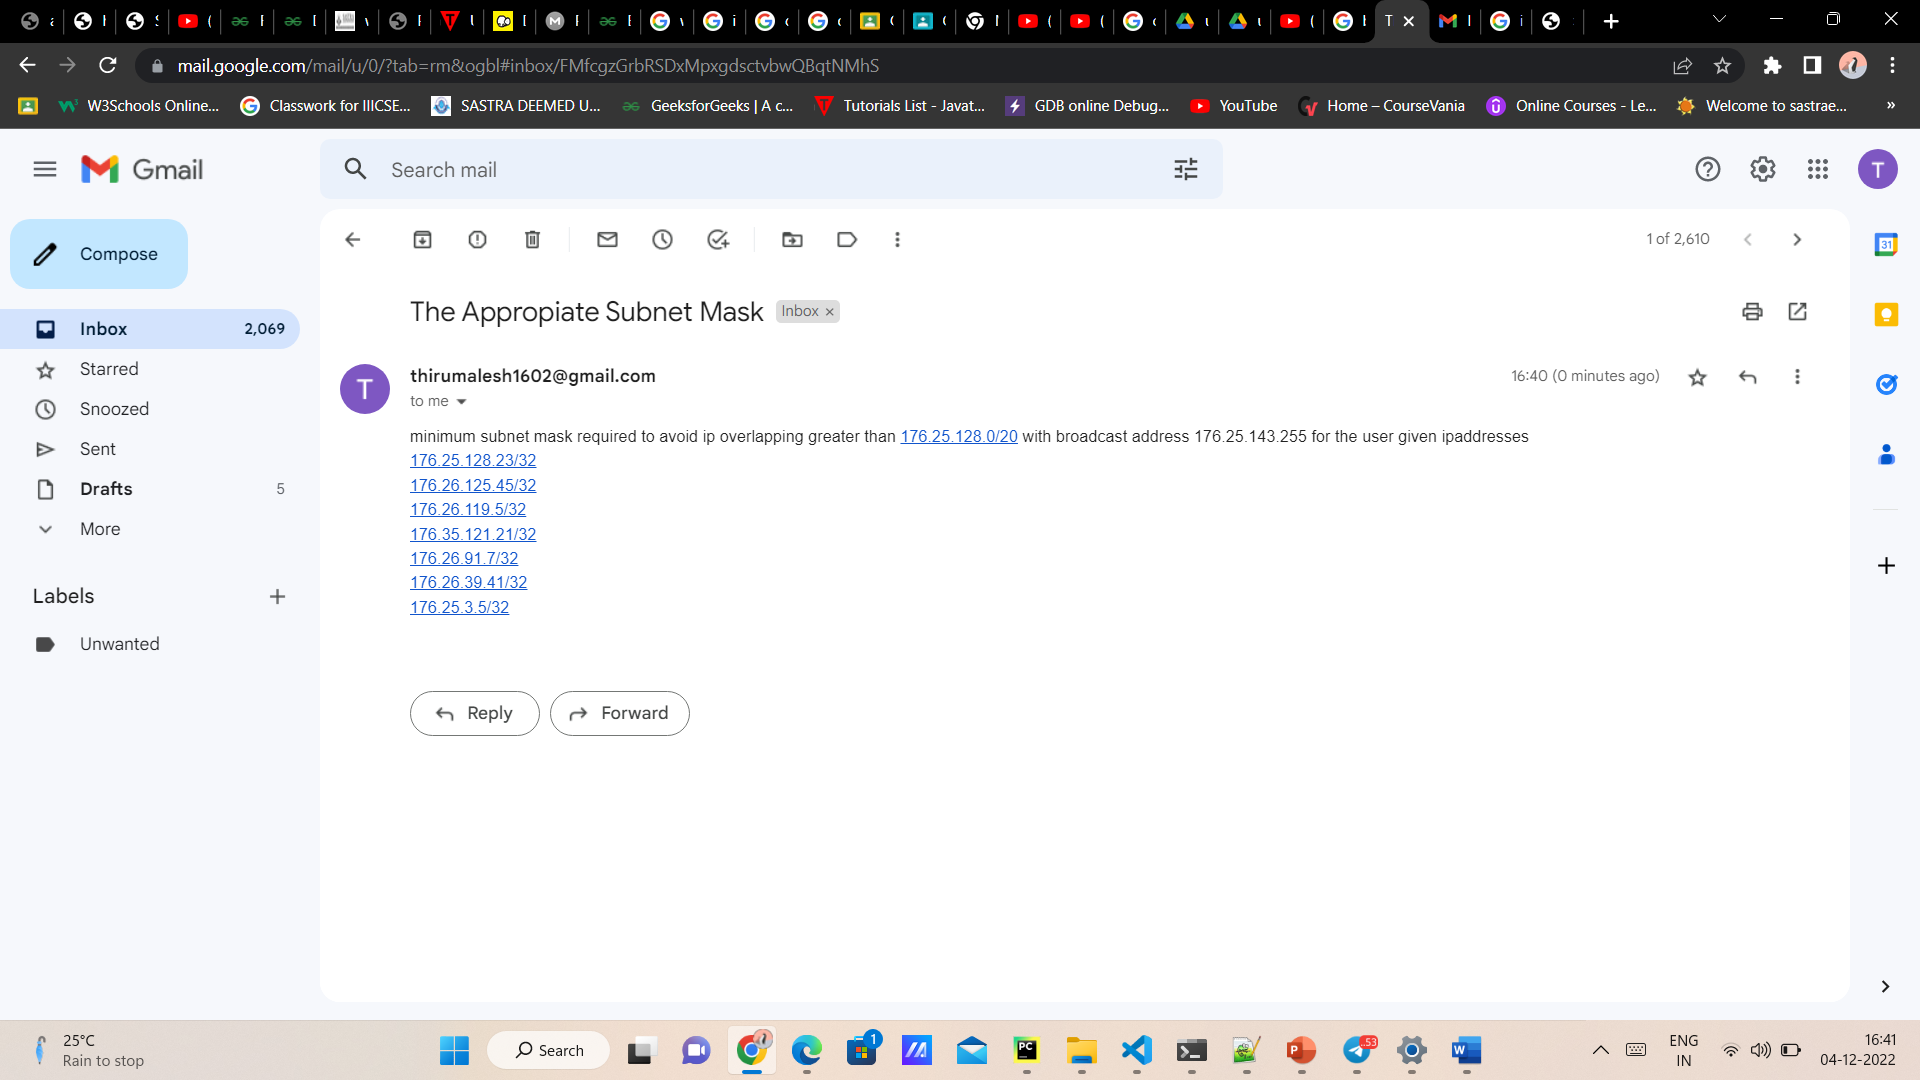 mail.google.com/mail/u/0/?tab=rm&ogbl#inbox/FMfcgzGrbRSDxMpxgdsctvbwQBqtNMhS
W3Schools Online... Classwork for IIICSE... SASTRA DEEMED U... GeeksforGeeks | A c... Tutorials List - Javat... GDB online Debug... YouTube Home – CourseVania Online Courses - Le... Welcome to sastrae... »
Gmail Search mail T
Compose 1 of 2,610
The Appropiate Subnet Mask Inbox ×
Inbox 2,069
Starred
Snoozed
Sent
Drafts 5
More
Labels +
Unwanted
T thirumalesh1602@gmail.com 16:40 (0 minutes ago)
to me
minimum subnet mask required to avoid ip overlapping greater than 176.25.128.0/20 with broadcast address 176.25.143.255 for the user given ipaddresses
176.25.128.23/32
176.26.125.45/32
176.26.119.5/32
176.35.121.21/32
176.26.91.7/32
176.26.39.41/32
176.25.3.5/32
Reply Forward
25°C
Rain to stop
Search
ENG
IN
16:41
04-12-2022